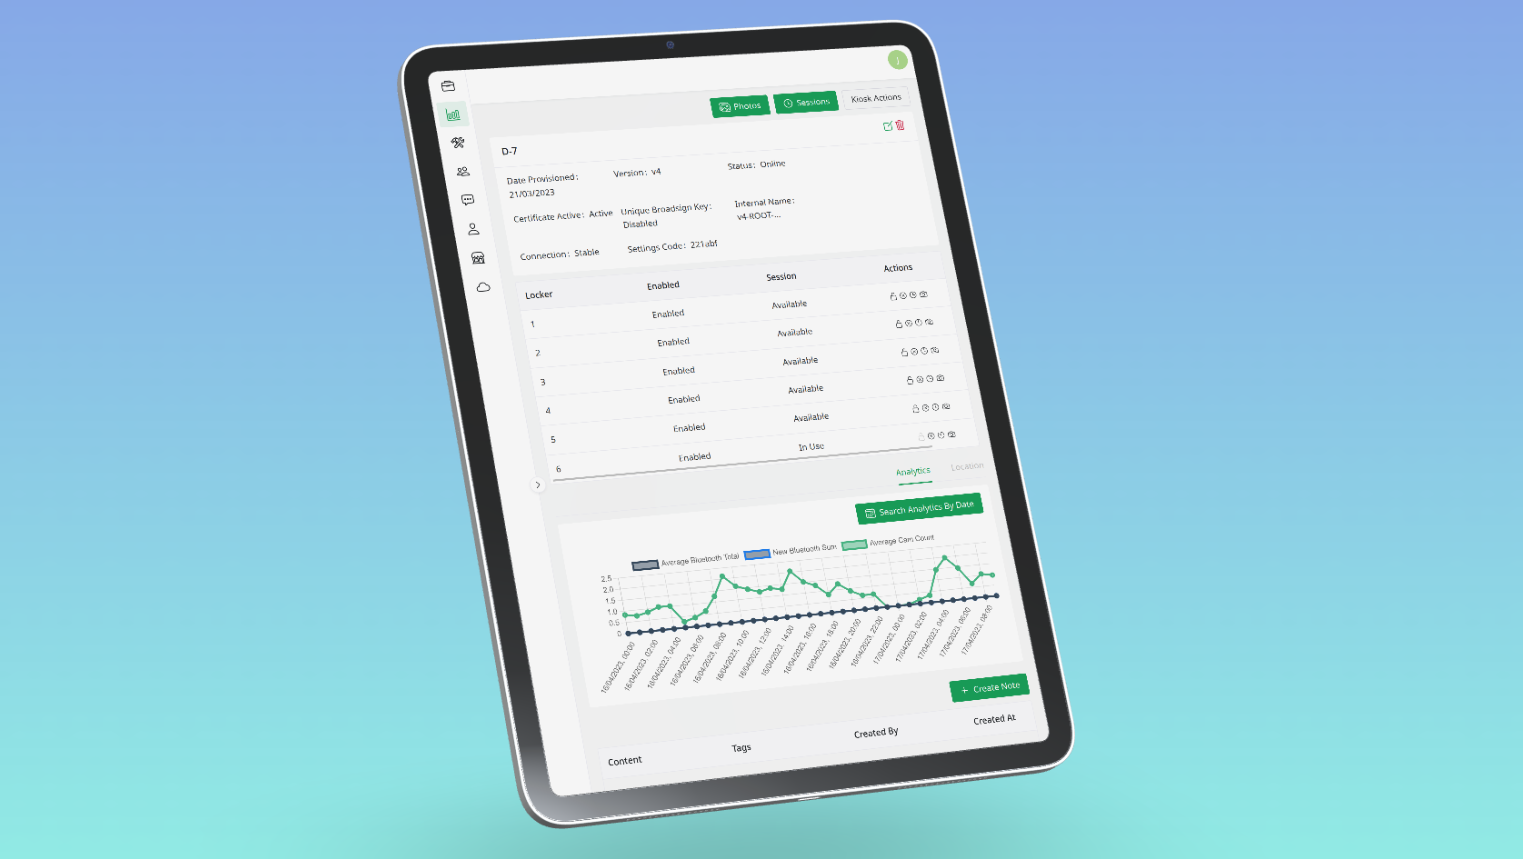 J
Photos
Sessions
Kiosk Actions
D-7
Date Provisioned: 21/03/2023
Version: v4
Status: Online
Certificate Active: Active
Unique Broadsign Key: Disabled
Internal Name: v4-ROOT-...
Connection: Stable
Settings Code: 221abf
Locker Enabled Session Actions
1 Enabled Available
2 Enabled Available
3 Enabled Available
4 Enabled Available
5 Enabled Available
6 Enabled In Use
Analytics Location
Search Analytics By Date
Average Bluetooth Total New Bluetooth Sum Average Cam Count
2.5
2.0
1.5
1.0
0.5
0
16/04/2023, 00:00
16/04/2023, 02:00
16/04/2023, 04:00
16/04/2023, 06:00
16/04/2023, 08:00
16/04/2023, 10:00
16/04/2023, 12:00
16/04/2023, 14:00
16/04/2023, 16:00
16/04/2023, 18:00
16/04/2023, 20:00
16/04/2023, 22:00
17/04/2023, 00:00
17/04/2023, 02:00
17/04/2023, 04:00
17/04/2023, 06:00
17/04/2023, 08:00
+ Create Note
Content Tags Created By Created At